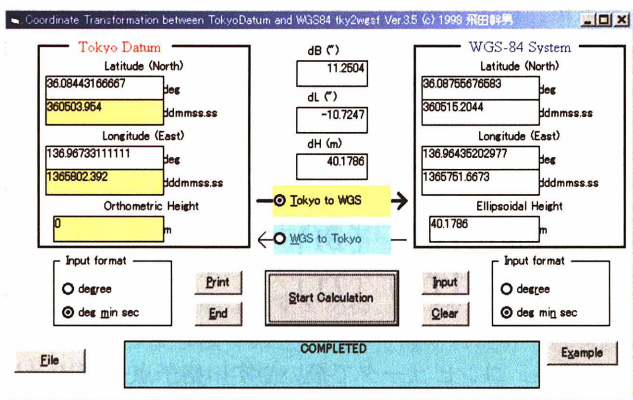 Coordinate Transformation between TokyoDatum and WGS84 tky2wgsf Ver.3.5 (c) 1998 飛田幹男
Tokyo Datum
Latitude (North)
36.08443166667 deg
360503.954 ddmmss.ss
Longitude (East)
136.96733111111 deg
1365802.392 dddmmss.ss
Orthometric Height
0 m
dB (″)
11.2504
dL (″)
-10.7247
dH (m)
40.1786
Tokyo to WGS
WGS to Tokyo
WGS-84 System
Latitude (North)
36.08755676583 deg
360515.2044 ddmmss.ss
Longitude (East)
136.96435202977 deg
1365751.6673 dddmmss.ss
Ellipsoidal Height
40.1786 m
Input format
degree
deg min sec
Print
End
Start Calculation
Input
Clear
Input format
degree
deg min sec
File
COMPLETED
Example